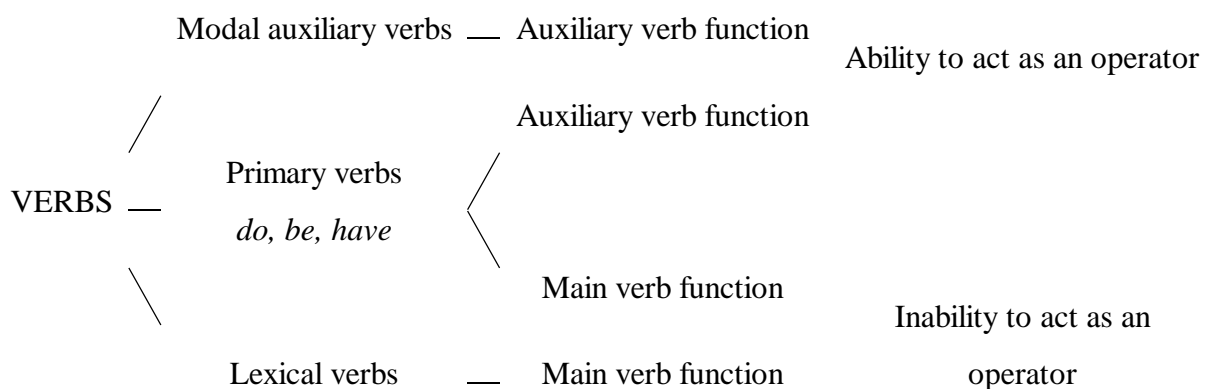 Modal auxiliary verbs Auxiliary verb function
Ability to act as an operator
Auxiliary verb function
Primary verbs
VERBS
do, be, have
Main verb function
Inability to act as an
Lexical verbs Main verb function operator